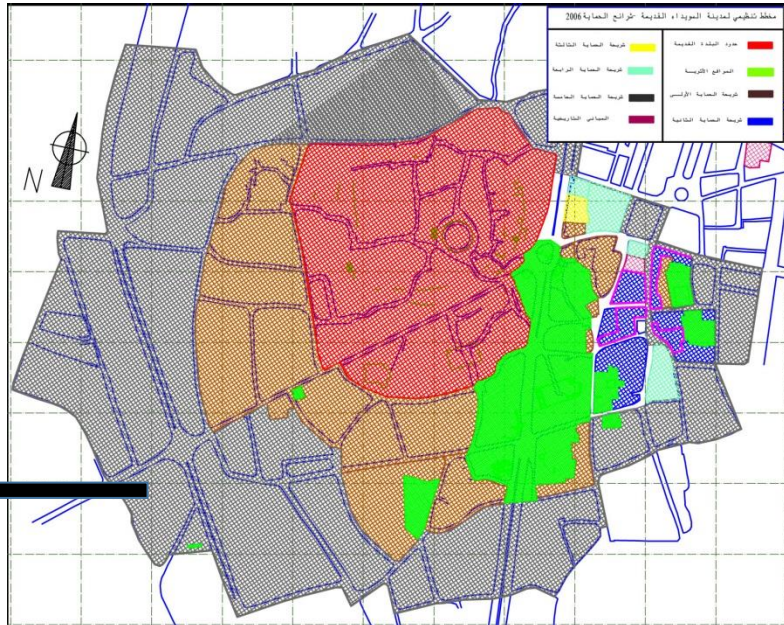 مخطط تنظيمي لمدينة السويداء القديمة -شرائح الحماية 2006
حدود البلدة القديمة
شريحة الحماية الثالثة
المواقع الأثرية
شريحة الحماية الرابعة
شريحة الحماية الأولى
شريحة الحماية الخامسة
شريحة الحماية الثانية
المباني التاريخية
N